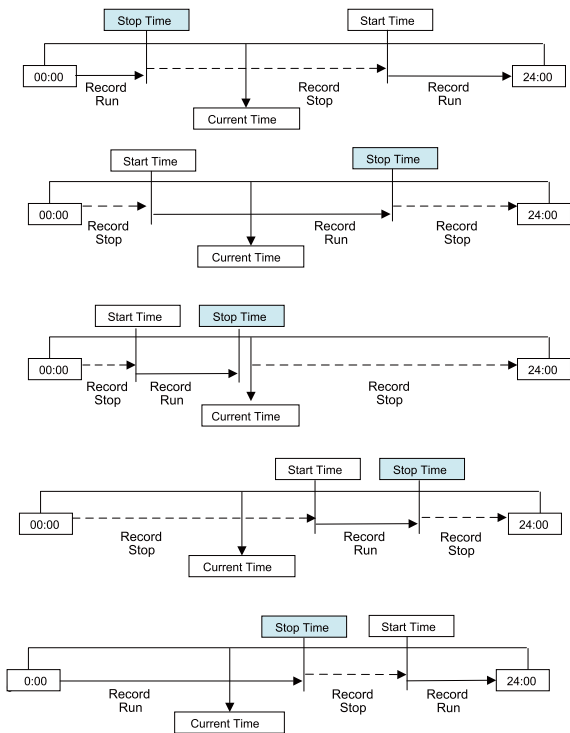 Stop Time
Start Time
00:00
24:00
Record
Run
Record
Stop
Record
Run
Current Time
Start Time
Stop Time
00:00
24:00
Record
Stop
Record
Run
Record
Stop
Current Time
Start Time
Stop Time
00:00
24:00
Record
Stop
Record
Run
Record
Stop
Current Time
Start Time
Stop Time
00:00
24:00
Record
Stop
Record
Run
Record
Stop
Current Time
Stop Time
Start Time
0:00
24:00
Record
Run
Record
Stop
Record
Run
Current Time